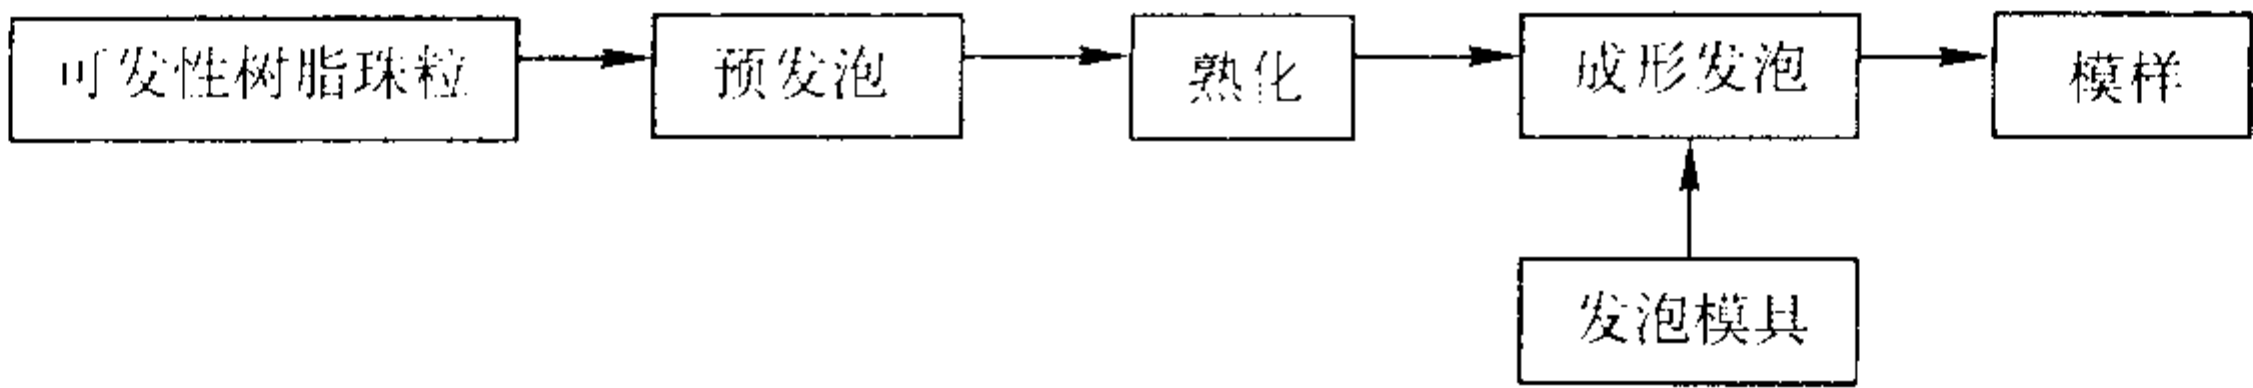 可发性树脂珠粒
预发泡
熟化
成形发泡
模样
发泡模具